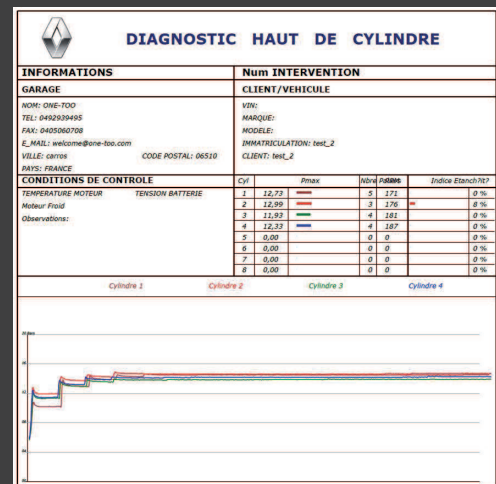 DIAGNOSTIC HAUT DE CYLINDRE
INFORMATIONS
Num INTERVENTION
GARAGE
CLIENT/VEHICULE
NOM: ONE-TOO
TEL: 0492939495
FAX: 0405060708
E_MAIL: welcome@one-too.com
VILLE: carros CODE POSTAL: 06510
PAYS: FRANCE
VIN:
MARQUE:
MODELE:
IMMATRICULATION: test_2
CLIENT: test_2
CONDITIONS DE CONTROLE
TEMPERATURE MOTEUR TENSION BATTERIE
Moteur Froid
Observations:
Cyl Pmax Nbre Indice Etanch?it?
1 12,73 5 171 0 %
2 12,99 3 176 8 %
3 11,93 4 181 0 %
4 12,33 4 187 0 %
5 0,00 0 0 0 %
6 0,00 0 0 0 %
7 0,00 0 0 0 %
8 0,00 0 0 0 %
Cylindre 1 Cylindre 2 Cylindre 3 Cylindre 4